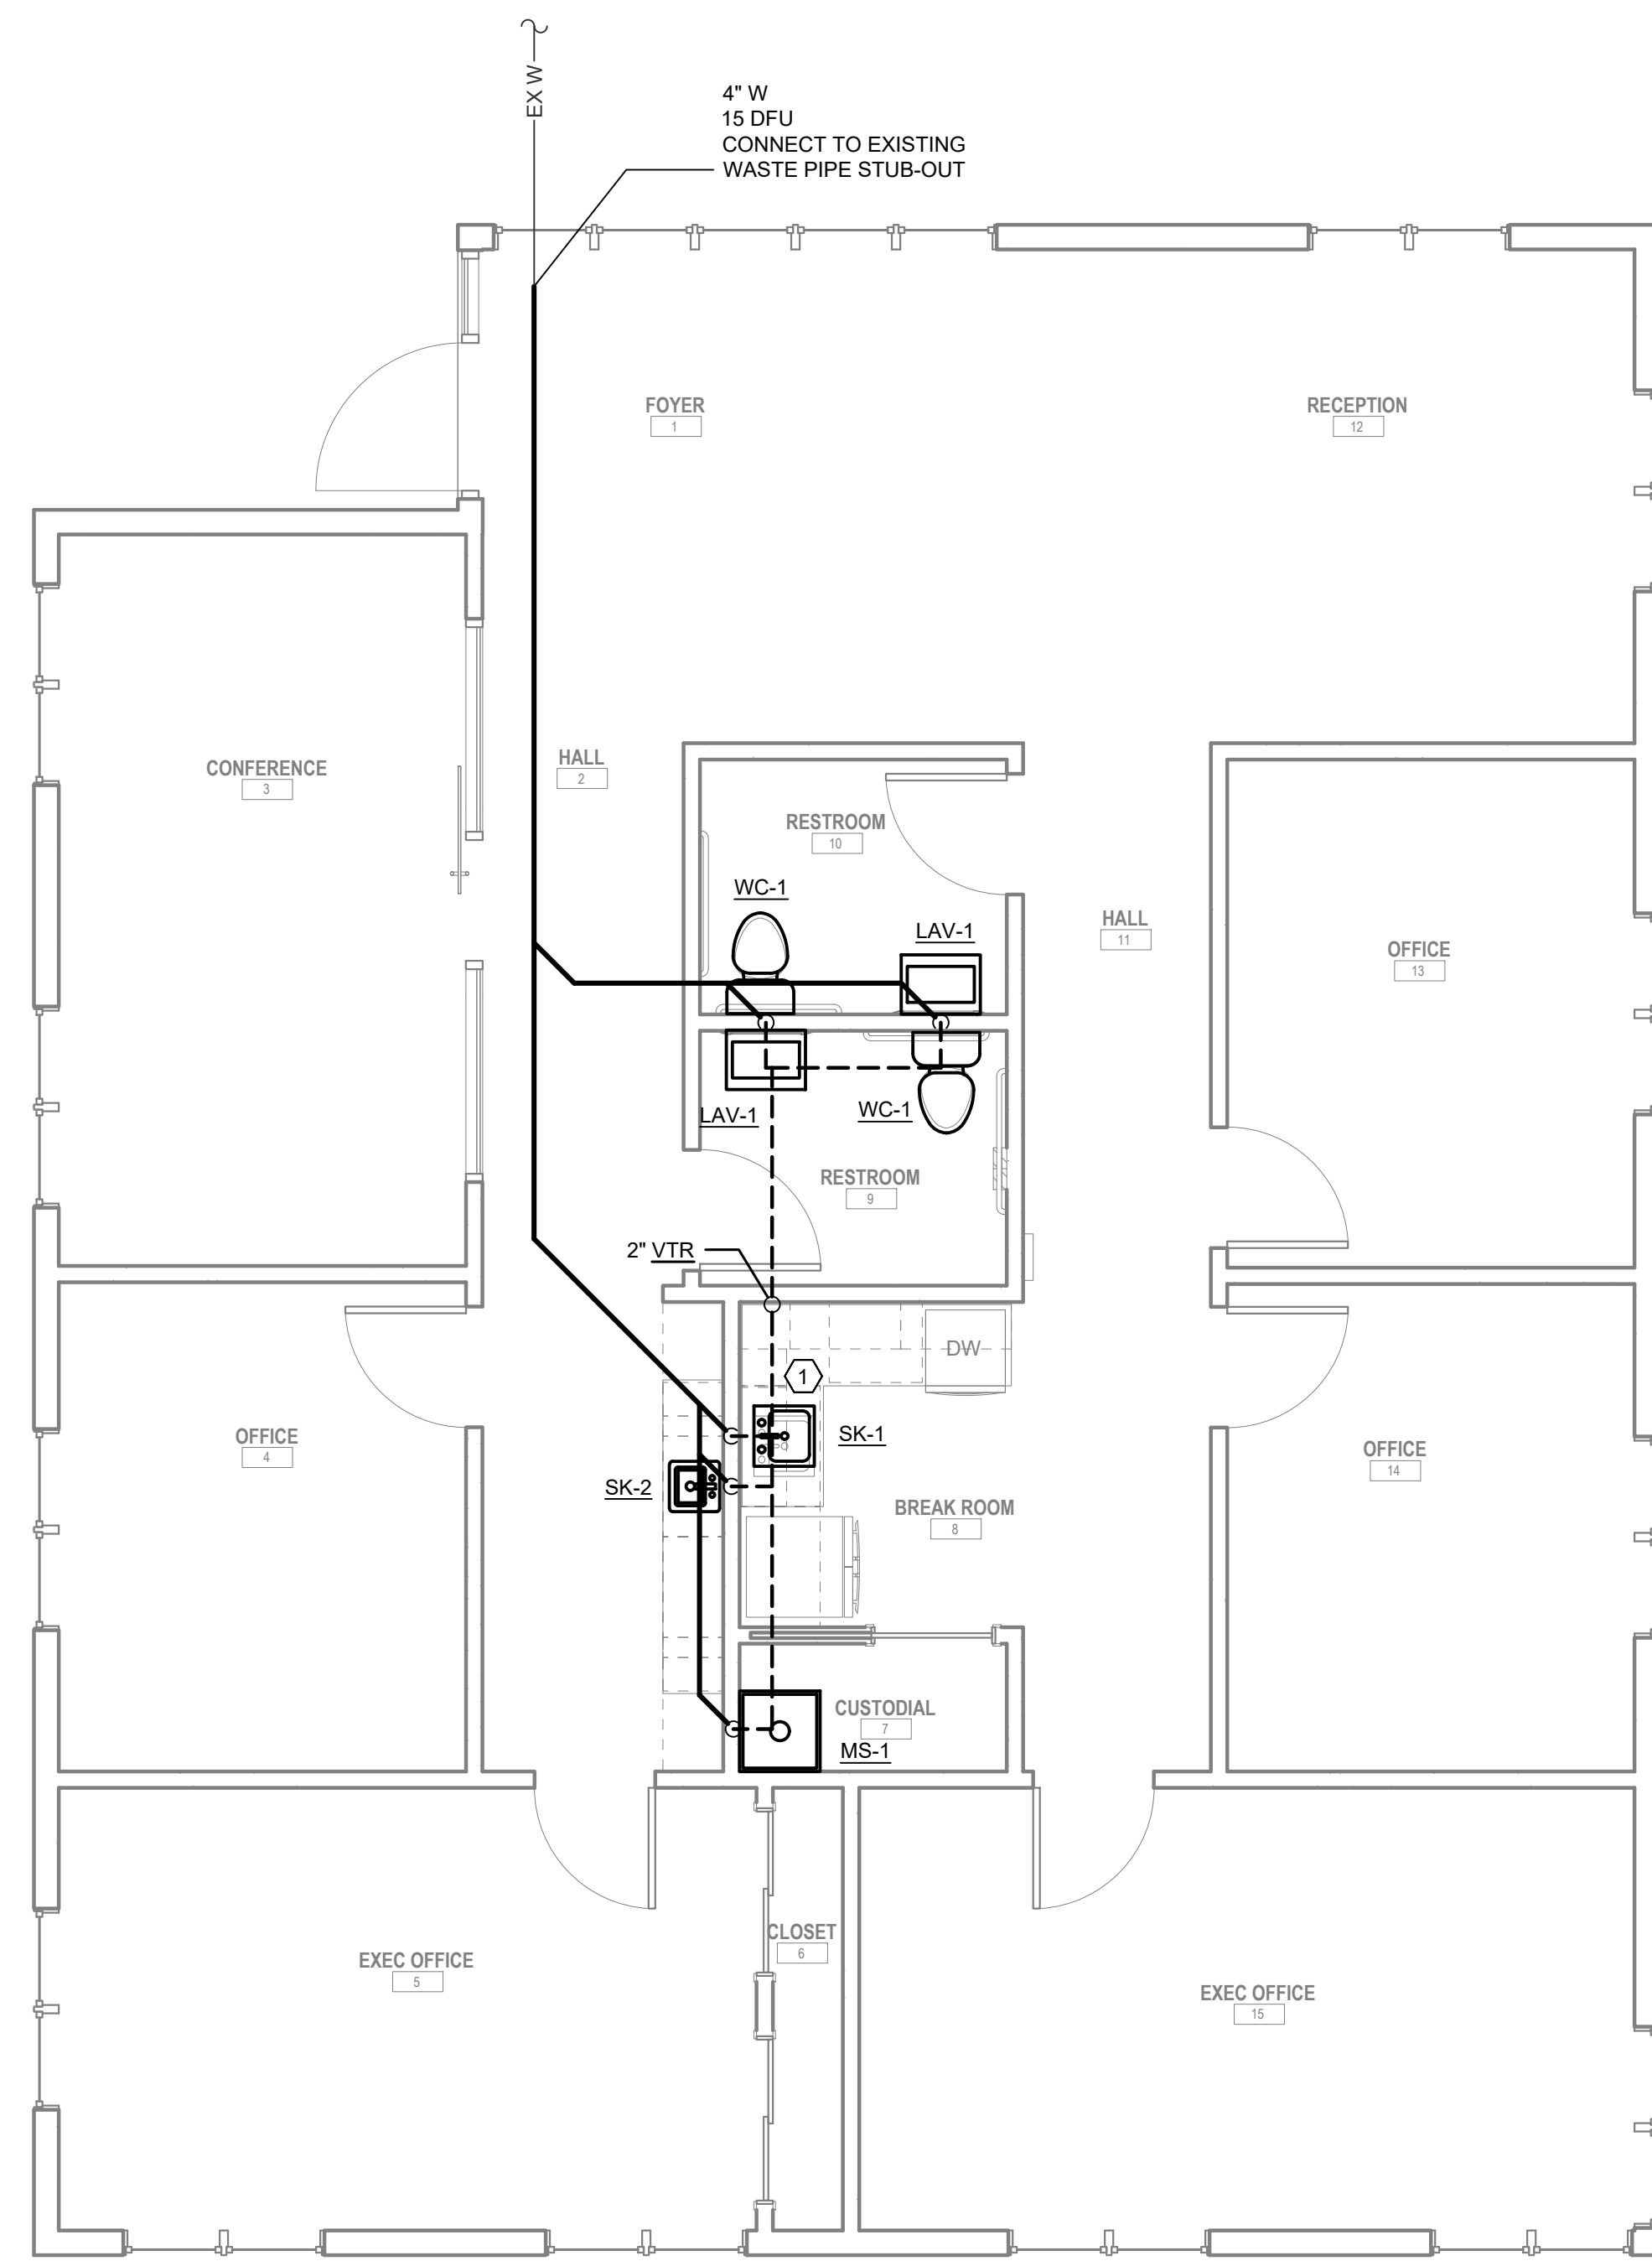 EX W
4" W
15 DFU
CONNECT TO EXISTING
WASTE PIPE STUB-OUT
FOYER
1
RECEPTION
12
CONFERENCE
3
HALL
2
RESTROOM
10
WC-1
LAV-1
HALL
11
OFFICE
13
LAV-1
WC-1
RESTROOM
9
2" VTR
DW
1
SK-1
OFFICE
4
OFFICE
14
SK-2
BREAK ROOM
8
CUSTODIAL
7
MS-1
CLOSET
6
EXEC OFFICE
5
EXEC OFFICE
15